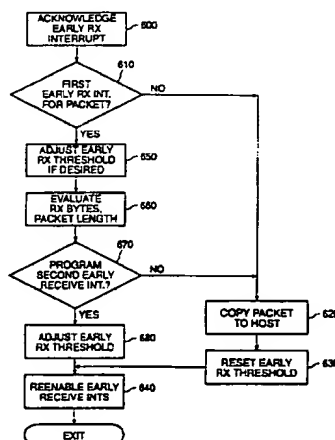 ACKNOWLEDGE
EARLY RX
INTERRUPT
600
FIRST
EARLY RX INT.
FOR PACKET?
610
NO
YES
ADJUST EARLY
RX THRESHOLD
IF DESIRED
650
EVALUATE
RX BYTES,
PACKET LENGTH
660
PROGRAM
SECOND EARLY
RECEIVE INT.?
670
NO
YES
COPY PACKET
TO HOST
620
ADJUST EARLY
RX THRESHOLD
680
RESET EARLY
RX THRESHOLD
630
REENABLE EARLY
RECEIVE INTS
640
EXIT